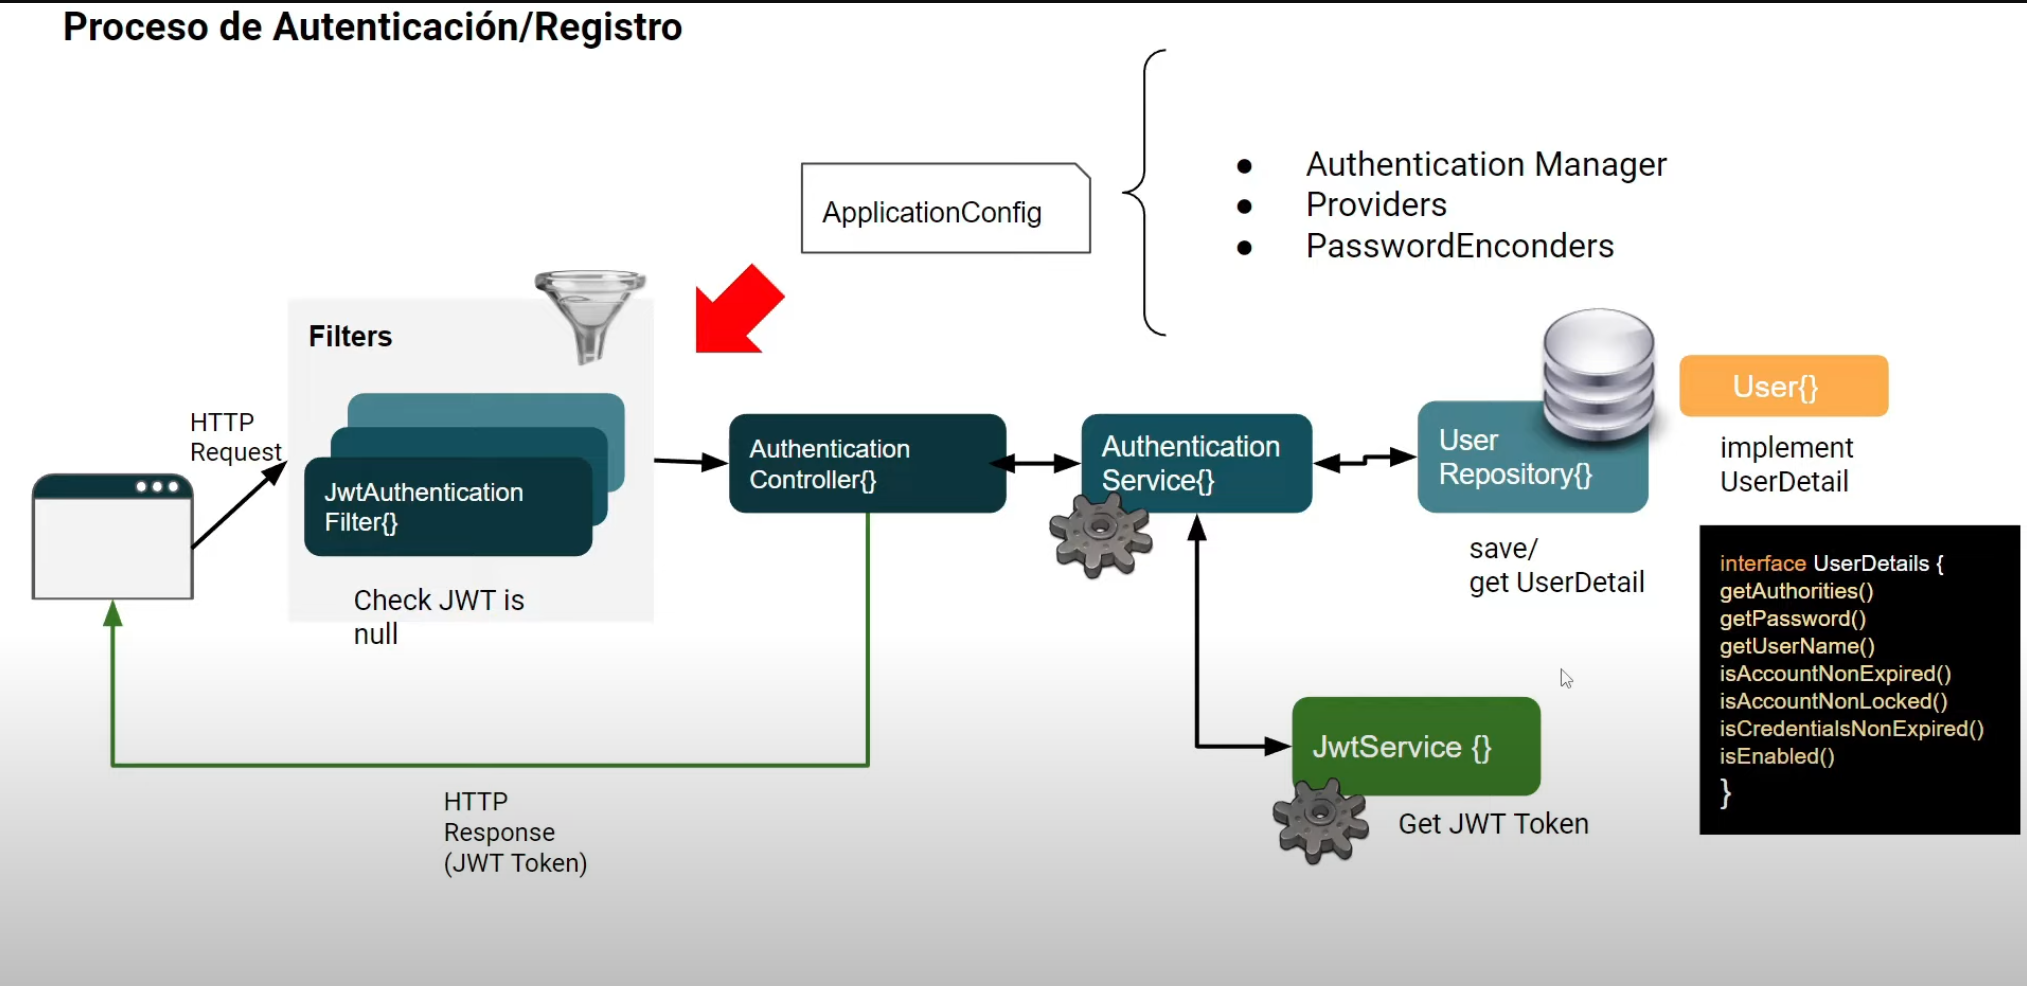 Proceso de Autenticación/Registro
ApplicationConfig
● Authentication Manager
● Providers
● PasswordEnconders
Filters
HTTP
Request
JwtAuthentication
Filter{}
Check JWT is
null
Authentication
Controller{}
Authentication
Service{}
User
Repository{}
save/
get UserDetail
User{}
implement
UserDetail
interface UserDetails {
getAuthorities()
getPassword()
getUserName()
isAccountNonExpired()
isAccountNonLocked()
isCredentialsNonExpired()
isEnabled()
}
JwtService {}
Get JWT Token
HTTP
Response
(JWT Token)